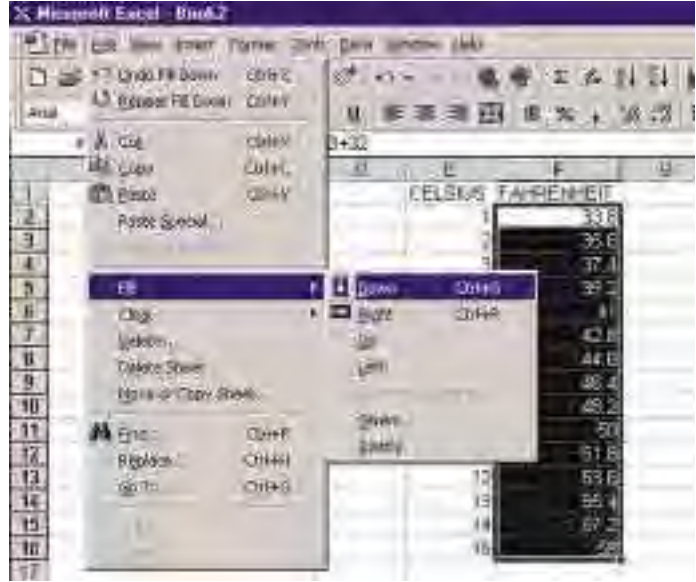 Microsoft Excel - Book2
File Edit View Insert Format Tools Data Window Help
Undo Fill Down Ctrl+Z
Repeat Fill Down Ctrl+Y
Arial
Cut Ctrl+X
Copy Ctrl+C
Paste Ctrl+V
Paste Special...
Fill
Down
Right Ctrl+R
Up
Left
Series...
Justify
Clear
Delete...
Delete Sheet
Move or Copy Sheet...
Find... Ctrl+F
Replace... Ctrl+H
Go To... Ctrl+G
E F G
1 CELSIUS FAHRENHEIT
2 1 33.8
3 2 35.6
4 3 37.4
5 39.2
6 41
7 42.8
8 44.6
9 46.4
10 48.2
11 50
12 51.8
13 12 53.6
14 13 55.4
15 14 57.2
16 15 59
17